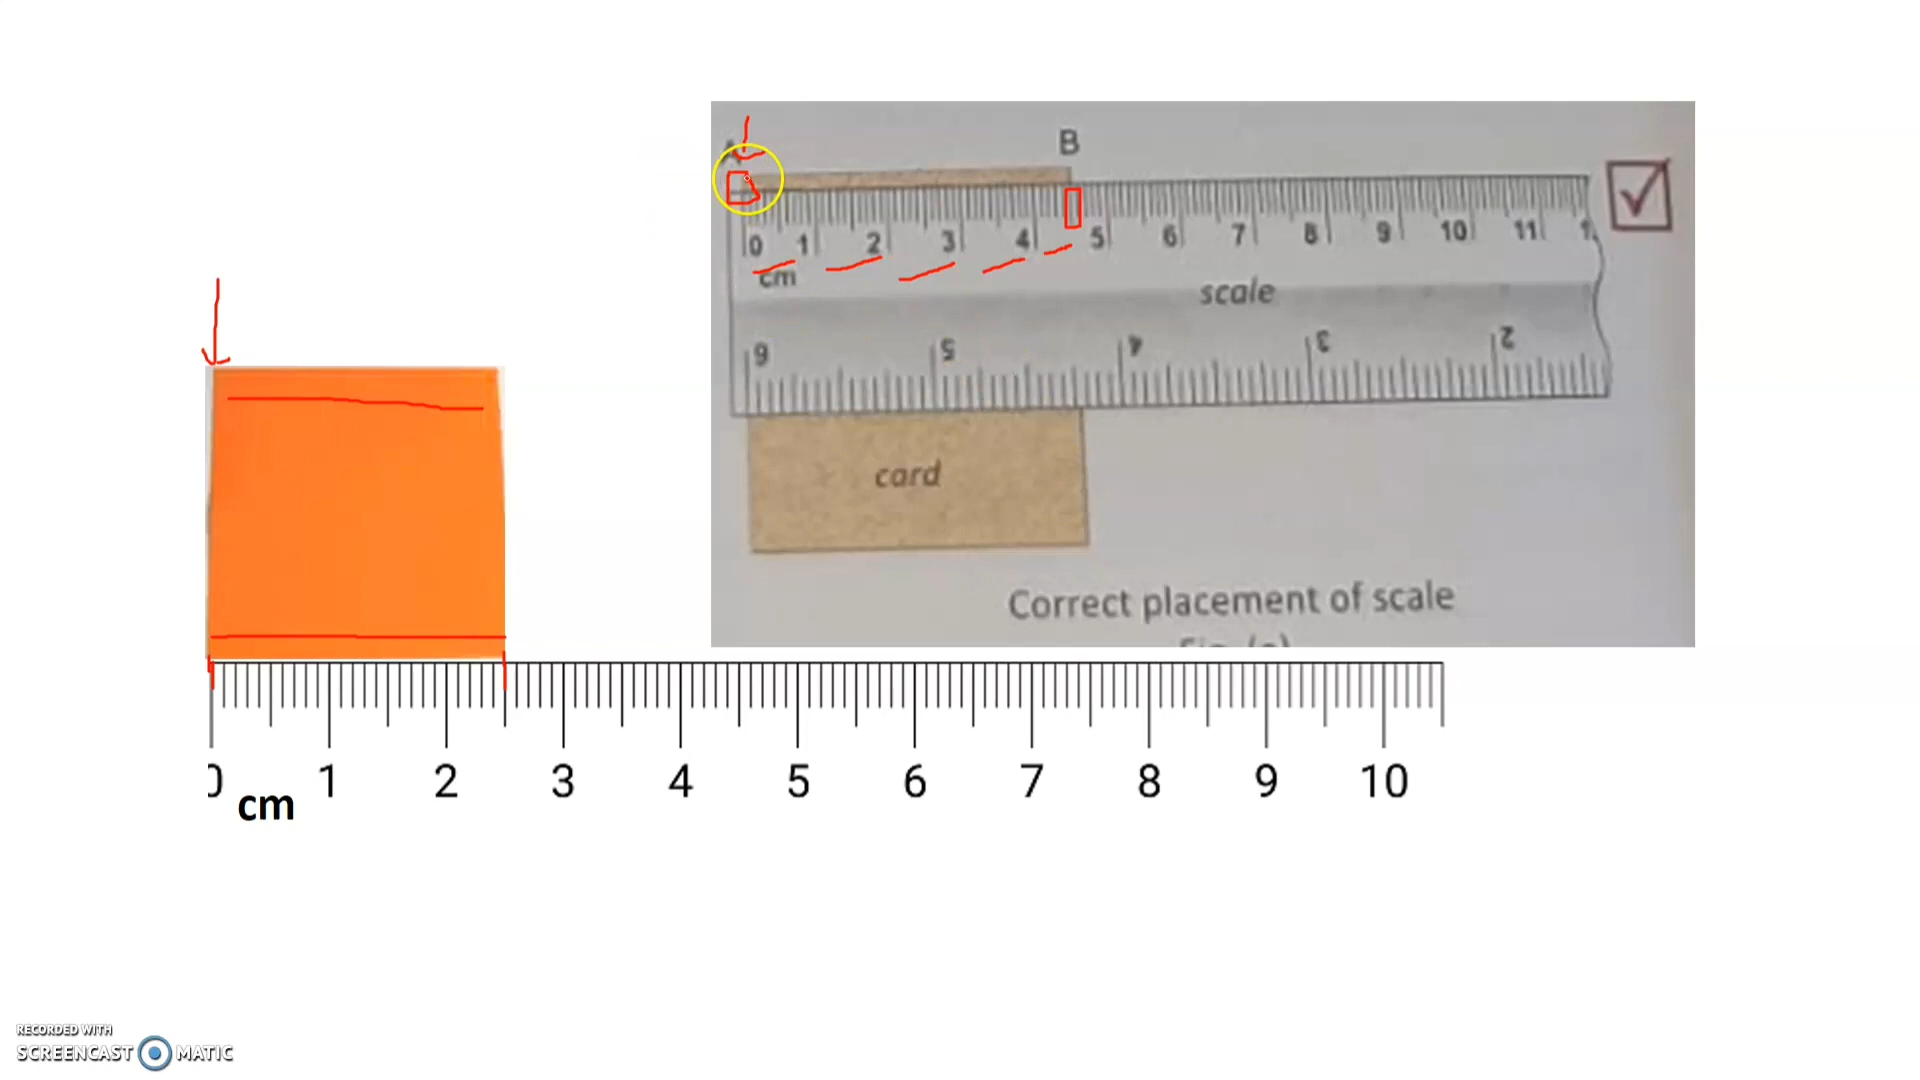 A
B
0 1 2 3 4 5 6 7 8 9 10 11
cm
scale
6 5 4 3 2
card
Correct placement of scale
0 1 2 3 4 5 6 7 8 9 10
cm
RECORDED WITH
SCREENCAST MATIC